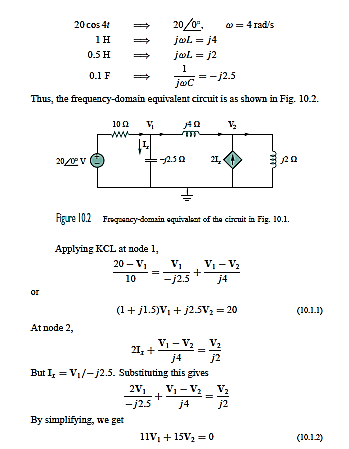 20 cos 4t ⟹ 20∠0°, ω = 4 rad/s
1 H ⟹ jωL = j4
0.5 H ⟹ jωL = j2
0.1 F ⟹ 1/(jωC) = −j2.5
Thus, the frequency-domain equivalent circuit is as shown in Fig. 10.2.
10 Ω V₁ j4 Ω V₂
Iₓ
20∠0° V −j2.5 Ω 2Iₓ j2 Ω
Figure 10.2 Frequency-domain equivalent of the circuit in Fig. 10.1.
Applying KCL at node 1,
(20 − V₁)/10 = V₁/(−j2.5) + (V₁ − V₂)/j4
or
(1 + j1.5)V₁ + j2.5V₂ = 20 (10.1.1)
At node 2,
2Iₓ + (V₁ − V₂)/j4 = V₂/j2
But Iₓ = V₁/−j2.5. Substituting this gives
2V₁/(−j2.5) + (V₁ − V₂)/j4 = V₂/j2
By simplifying, we get
11V₁ + 15V₂ = 0 (10.1.2)